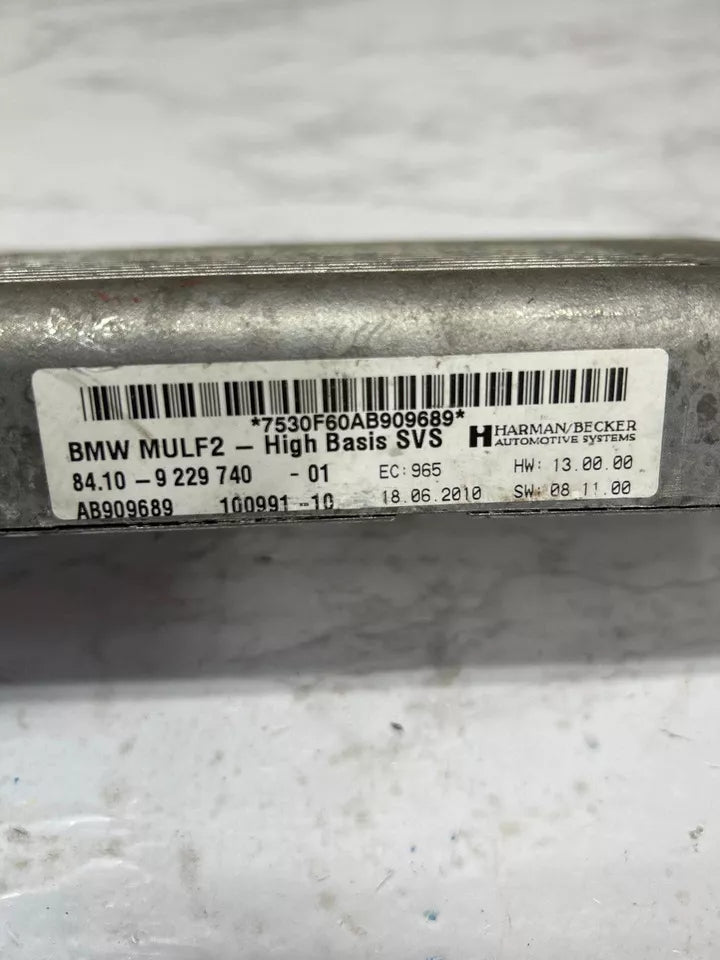 *7530F60AB909689*
BMW MULF2 – High Basis SVS
HARMAN/BECKER
AUTOMOTIVE SYSTEMS
84.10 – 9 229 740 - 01 EC: 965 HW: 13.00.00
AB909689 100991 -10 18.06.2010 SW: 08 11.00